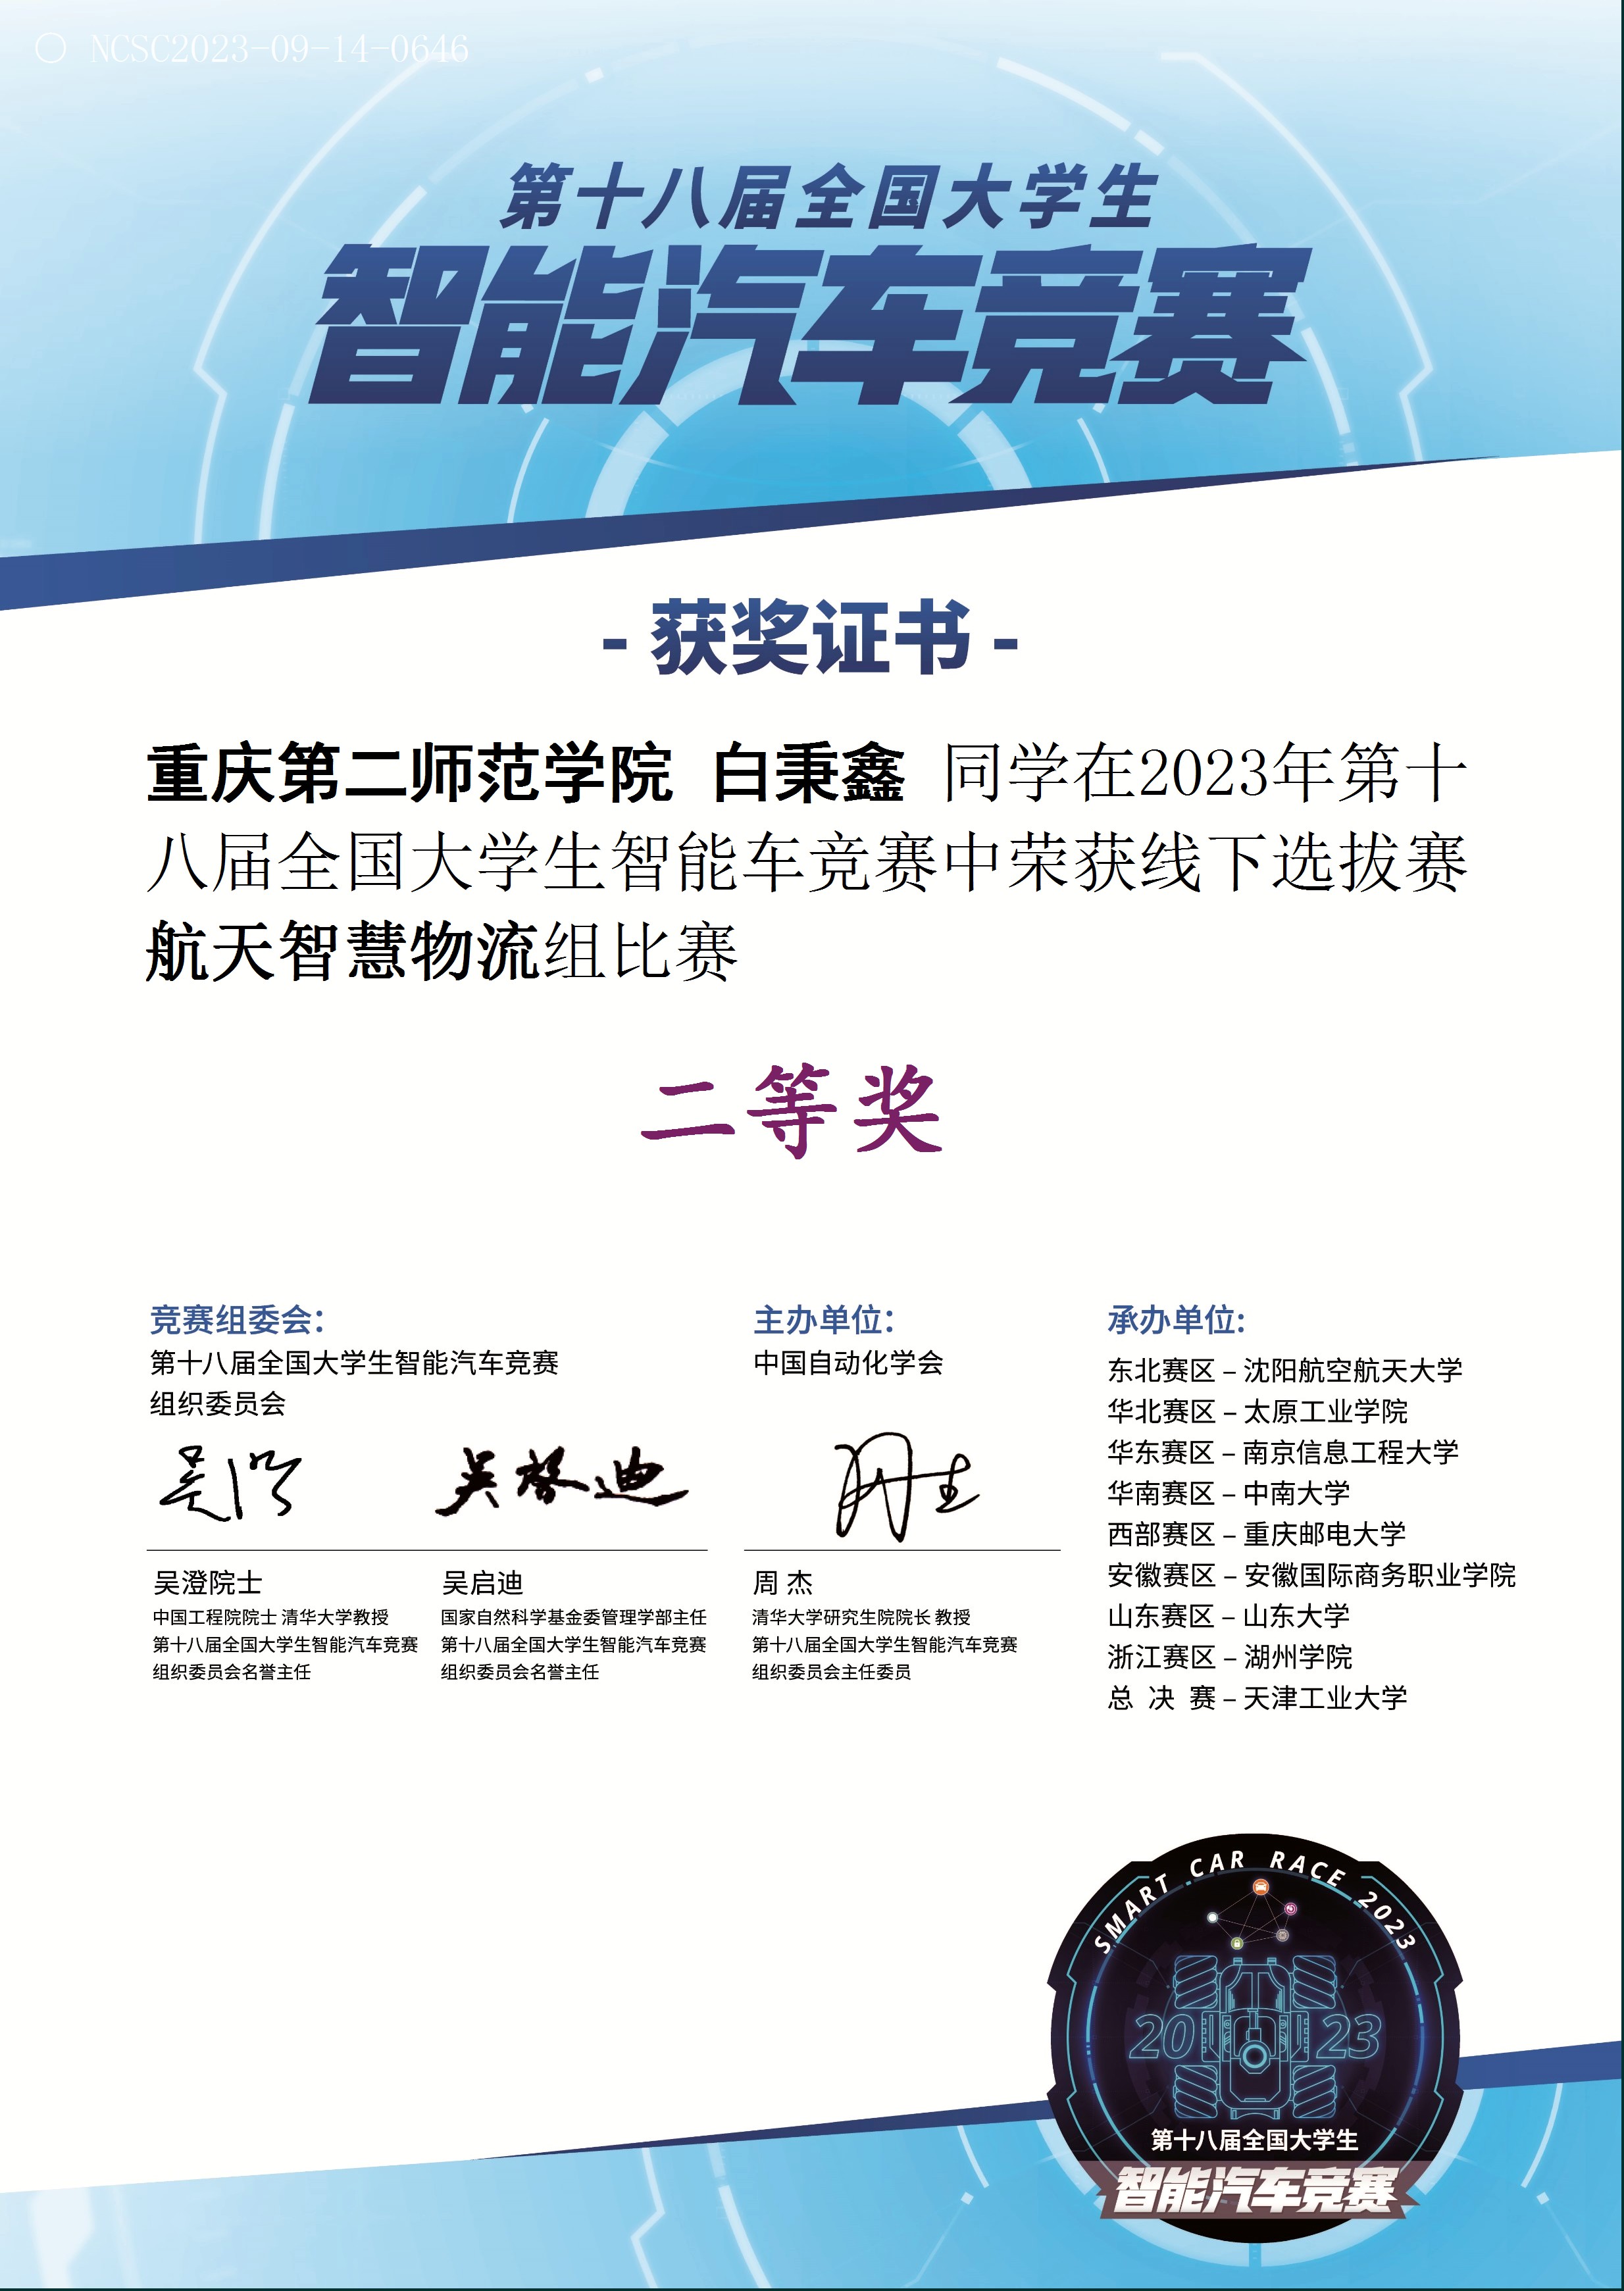 NCSC2023-09-14-0646
第十八届全国大学生
智能汽车竞赛
- 获奖证书 -
重庆第二师范学院 白秉鑫 同学在2023年第十
八届全国大学生智能车竞赛中荣获线下选拔赛
航天智慧物流组比赛
二等奖
竞赛组委会：
第十八届全国大学生智能汽车竞赛
组织委员会
吴澄
吴启迪
吴澄院士
中国工程院院士 清华大学教授
第十八届全国大学生智能汽车竞赛
组织委员会名誉主任
吴启迪
国家自然科学基金委管理学部主任
第十八届全国大学生智能汽车竞赛
组织委员会名誉主任
主办单位：
中国自动化学会
周 杰
清华大学研究生院院长 教授
第十八届全国大学生智能汽车竞赛
组织委员会主任委员
承办单位:
东北赛区 – 沈阳航空航天大学
华北赛区 – 太原工业学院
华东赛区 – 南京信息工程大学
华南赛区 – 中南大学
西部赛区 – 重庆邮电大学
安徽赛区 – 安徽国际商务职业学院
山东赛区 – 山东大学
浙江赛区 – 湖州学院
总 决 赛 – 天津工业大学
SMART CAR RACE 2023
20 23
第十八届全国大学生
智能汽车竞赛